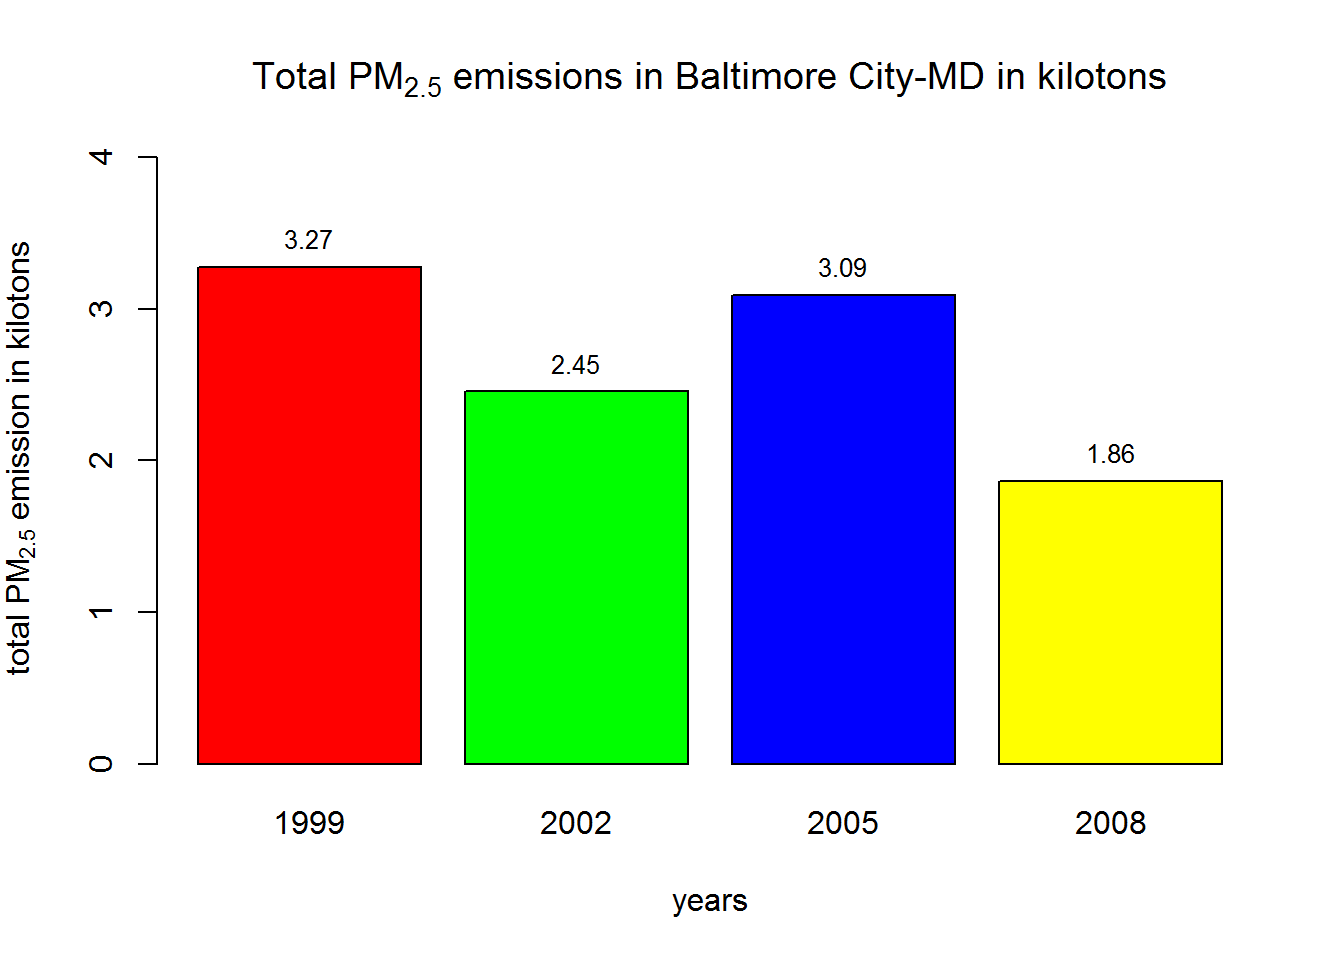 Total PM2.5 emissions in Baltimore City-MD in kilotons
total PM2.5 emission in kilotons
4
3
2
1
0
3.27
2.45
3.09
1.86
1999 2002 2005 2008
years